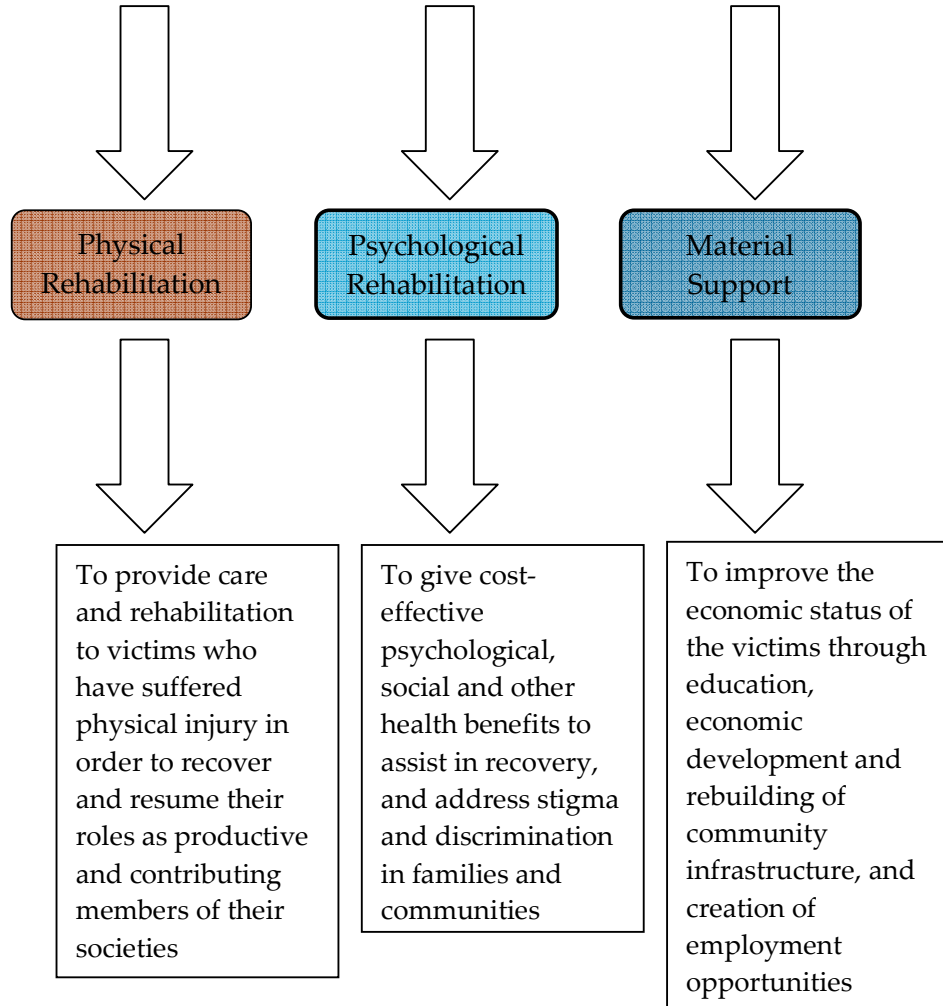 Physical
Rehabilitation
Psychological
Rehabilitation
Material
Support
To provide care
and rehabilitation
to victims who
have suffered
physical injury in
order to recover
and resume their
roles as productive
and contributing
members of their
societies
To give cost-
effective
psychological,
social and other
health benefits to
assist in recovery,
and address stigma
and discrimination
in families and
communities
To improve the
economic status of
the victims through
education,
economic
development and
rebuilding of
community
infrastructure, and
creation of
employment
opportunities